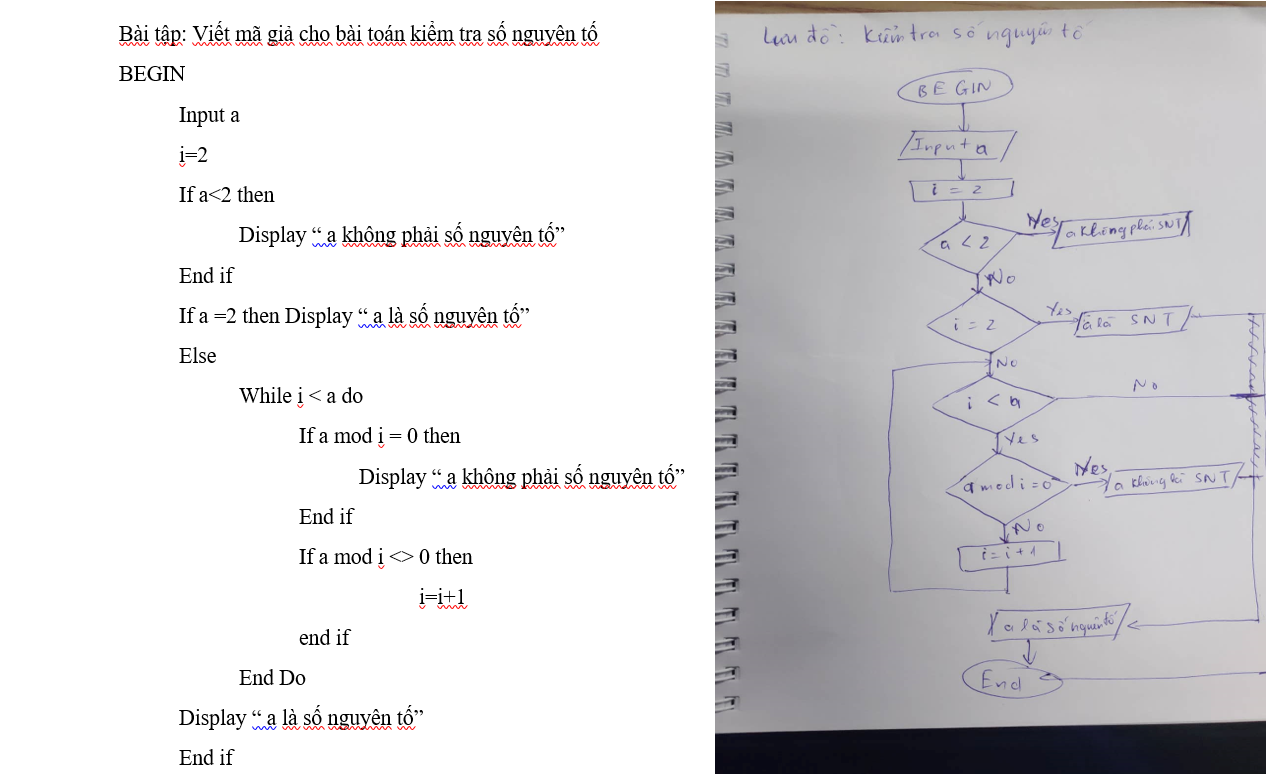 Bài tập: Viết mã giả cho bài toán kiểm tra số nguyên tố
BEGIN
Input a
i=2
If a<2 then
Display “ a không phải số nguyên tố”
End if
If a =2 then Display “ a là số nguyên tố”
Else
While i < a do
If a mod i = 0 then
Display “ a không phải số nguyên tố”
End if
If a mod i <> 0 then
i=i+1
end if
End Do
Display “ a là số nguyên tố”
End if
Lưu đồ: Kiểm tra số nguyên tố
BEGIN
Input a
i = 2
a < 2
Yes
a không phải SNT
No
i = 2
Yes
a là SNT
No
i < a
No
Yes
a mod i=0
Yes
a không là SNT
No
i= i+1
a là số nguyên tố
End